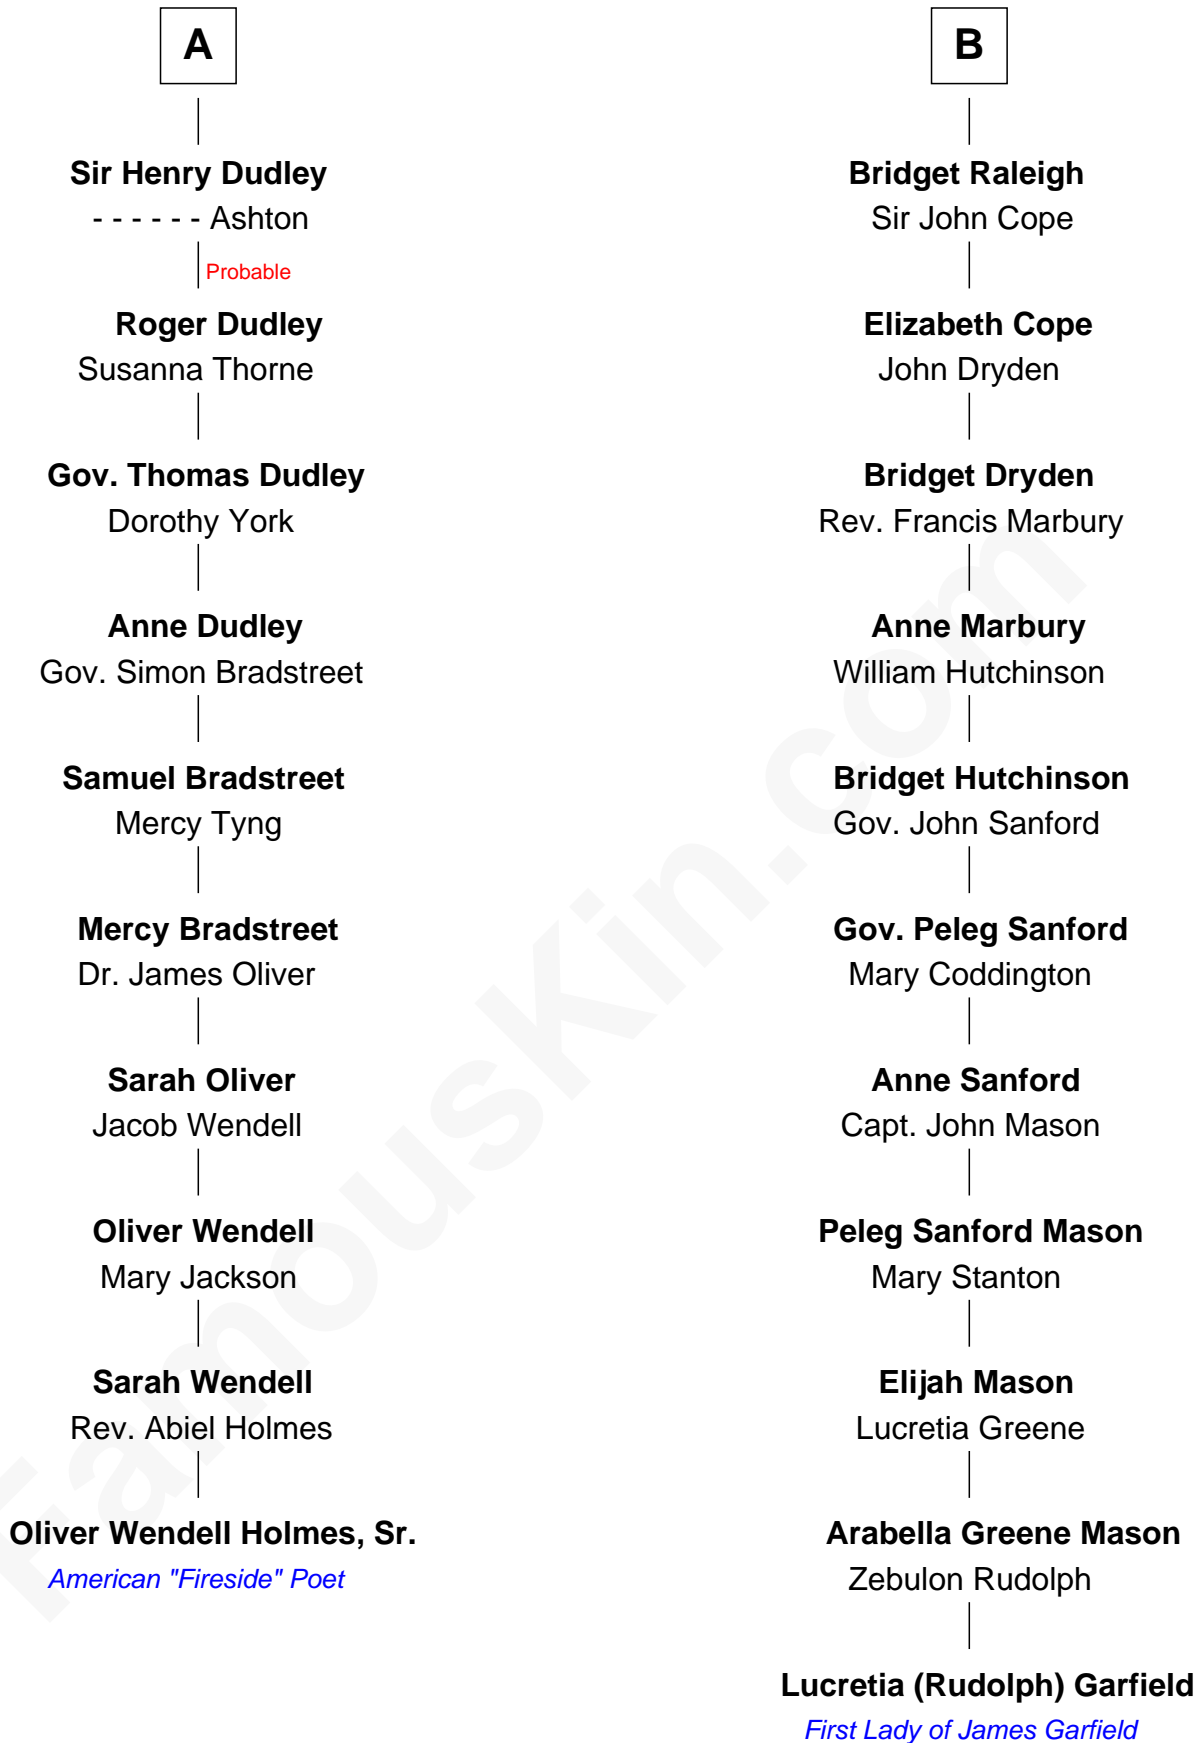 A
Sir Henry Dudley
- - - - - - Ashton
Probable
Roger Dudley
Susanna Thorne
Gov. Thomas Dudley
Dorothy York
Anne Dudley
Gov. Simon Bradstreet
Samuel Bradstreet
Mercy Tyng
Mercy Bradstreet
Dr. James Oliver
Sarah Oliver
Jacob Wendell
Oliver Wendell
Mary Jackson
Sarah Wendell
Rev. Abiel Holmes
Oliver Wendell Holmes, Sr.
American "Fireside" Poet
B
Bridget Raleigh
Sir John Cope
Elizabeth Cope
John Dryden
Bridget Dryden
Rev. Francis Marbury
Anne Marbury
William Hutchinson
Bridget Hutchinson
Gov. John Sanford
Gov. Peleg Sanford
Mary Coddington
Anne Sanford
Capt. John Mason
Peleg Sanford Mason
Mary Stanton
Elijah Mason
Lucretia Greene
Arabella Greene Mason
Zebulon Rudolph
Lucretia (Rudolph) Garfield
First Lady of James Garfield
FamousKin.com